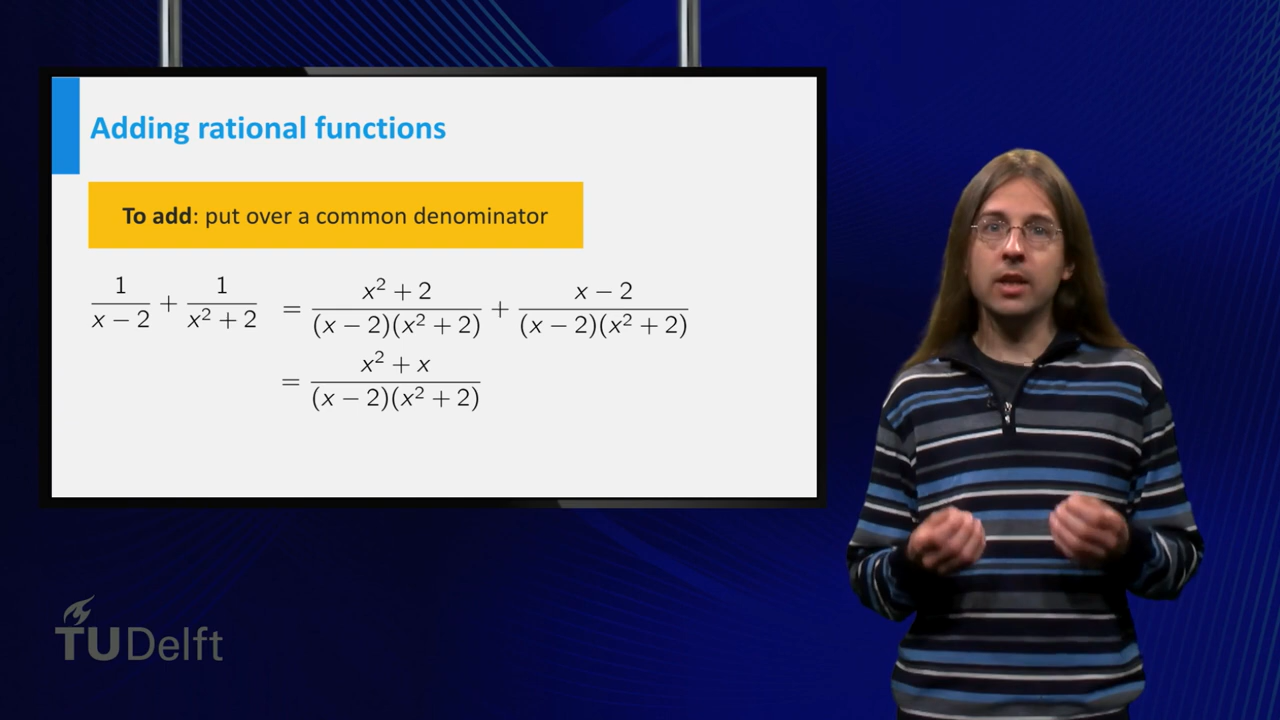 Adding rational functions
To add: put over a common denominator
1/(x − 2) + 1/(x² + 2) = (x² + 2)/((x − 2)(x² + 2)) + (x − 2)/((x − 2)(x² + 2))
= (x² + x)/((x − 2)(x² + 2))
TU Delft